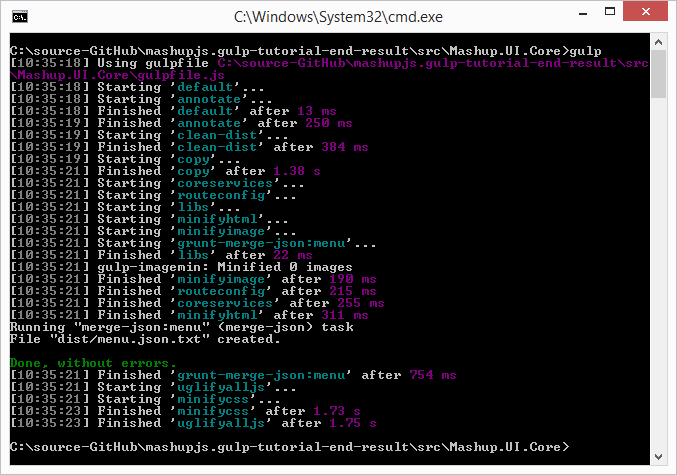 C:\Windows\System32\cmd.exe
C:\source-GitHub\mashupjs.gulp-tutorial-end-result\src\Mashup.UI.Core>gulp
[10:35:18] Using gulpfile C:\source-GitHub\mashupjs.gulp-tutorial-end-result\src
\Mashup.UI.Core\gulpfile.js
[10:35:18] Starting 'default'...
[10:35:18] Starting 'annotate'...
[10:35:18] Finished 'default' after 13 ms
[10:35:19] Finished 'annotate' after 250 ms
[10:35:19] Starting 'clean-dist'...
[10:35:19] Finished 'clean-dist' after 384 ms
[10:35:19] Starting 'copy'...
[10:35:21] Finished 'copy' after 1.38 s
[10:35:21] Starting 'coreservices'...
[10:35:21] Starting 'routeconfig'...
[10:35:21] Starting 'libs'...
[10:35:21] Starting 'minifyhtml'...
[10:35:21] Starting 'minifyimage'...
[10:35:21] Starting 'grunt-merge-json:menu'...
[10:35:21] Finished 'libs' after 22 ms
[10:35:21] gulp-imagemin: Minified 0 images
[10:35:21] Finished 'minifyimage' after 190 ms
[10:35:21] Finished 'routeconfig' after 215 ms
[10:35:21] Finished 'coreservices' after 255 ms
[10:35:21] Finished 'minifyhtml' after 311 ms
Running "merge-json:menu" (merge-json) task
File "dist/menu.json.txt" created.
Done, without errors.
[10:35:21] Finished 'grunt-merge-json:menu' after 754 ms
[10:35:21] Starting 'uglifyalljs'...
[10:35:21] Starting 'minifycss'...
[10:35:23] Finished 'minifycss' after 1.73 s
[10:35:23] Finished 'uglifyalljs' after 1.75 s
C:\source-GitHub\mashupjs.gulp-tutorial-end-result\src\Mashup.UI.Core>